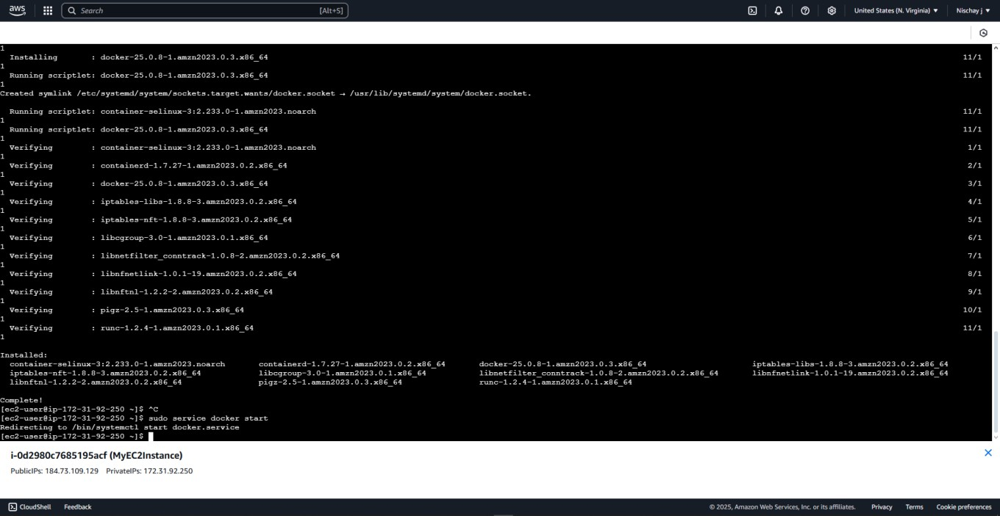 aws
Search [Alt+S] United States (N. Virginia) ▼ Nischay j ▼
1
Installing : docker-25.0.8-1.amzn2023.0.3.x86_64 11/1
1
Running scriptlet: docker-25.0.8-1.amzn2023.0.3.x86_64 11/1
1
Created symlink /etc/systemd/system/sockets.target.wants/docker.socket → /usr/lib/systemd/system/docker.socket.
Running scriptlet: container-selinux-3:2.233.0-1.amzn2023.noarch 11/1
1
Running scriptlet: docker-25.0.8-1.amzn2023.0.3.x86_64 11/1
1
Verifying : container-selinux-3:2.233.0-1.amzn2023.noarch 1/1
1
Verifying : containerd-1.7.27-1.amzn2023.0.2.x86_64 2/1
1
Verifying : docker-25.0.8-1.amzn2023.0.3.x86_64 3/1
1
Verifying : iptables-libs-1.8.8-3.amzn2023.0.2.x86_64 4/1
1
Verifying : iptables-nft-1.8.8-3.amzn2023.0.2.x86_64 5/1
1
Verifying : libcgroup-3.0-1.amzn2023.0.1.x86_64 6/1
1
Verifying : libnetfilter_conntrack-1.0.8-2.amzn2023.0.2.x86_64 7/1
1
Verifying : libnfnetlink-1.0.1-19.amzn2023.0.2.x86_64 8/1
1
Verifying : libnftnl-1.2.2-2.amzn2023.0.2.x86_64 9/1
1
Verifying : pigz-2.5-1.amzn2023.0.3.x86_64 10/1
1
Verifying : runc-1.2.4-1.amzn2023.0.1.x86_64 11/1
1
Installed:
container-selinux-3:2.233.0-1.amzn2023.noarch containerd-1.7.27-1.amzn2023.0.2.x86_64 docker-25.0.8-1.amzn2023.0.3.x86_64 iptables-libs-1.8.8-3.amzn2023.0.2.x86_64
iptables-nft-1.8.8-3.amzn2023.0.2.x86_64 libcgroup-3.0-1.amzn2023.0.1.x86_64 libnetfilter_conntrack-1.0.8-2.amzn2023.0.2.x86_64 libnfnetlink-1.0.1-19.amzn2023.0.2.x86_64
libnftnl-1.2.2-2.amzn2023.0.2.x86_64 pigz-2.5-1.amzn2023.0.3.x86_64 runc-1.2.4-1.amzn2023.0.1.x86_64
Complete!
[ec2-user@ip-172-31-92-250 ~]$ ^C
[ec2-user@ip-172-31-92-250 ~]$ sudo service docker start
Redirecting to /bin/systemctl start docker.service
[ec2-user@ip-172-31-92-250 ~]$
i-0d2980c7685195acf (MyEC2Instance)
PublicIPs: 184.73.109.129 PrivateIPs: 172.31.92.250
CloudShell Feedback © 2025, Amazon Web Services, Inc. or its affiliates. Privacy Terms Cookie preferences